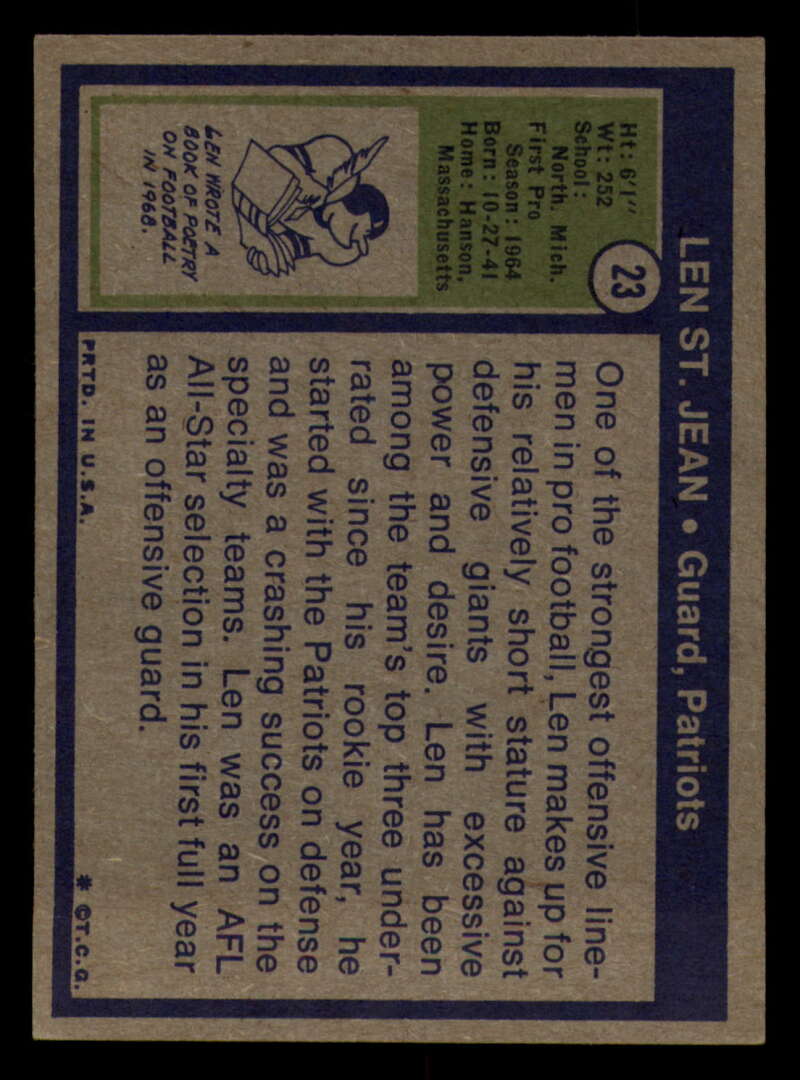 LEN ST. JEAN • Guard, Patriots
23
Ht: 6'1"
Wt: 252
School:
North. Mich.
First Pro
Season: 1964
Born: 10-27-41
Home: Hanson,
Massachusetts
LEN WROTE A
BOOK OF POETRY
ON FOOTBALL
IN 1968.
One of the strongest offensive line-
men in pro football, Len makes up for
his relatively short stature against
defensive giants with excessive
power and desire. Len has been
among the team's top three under-
rated since his rookie year, he
started with the Patriots on defense
and was a crashing success on the
specialty teams. Len was an AFL
All-Star selection in his first full year
as an offensive guard.
PRTD. IN U.S.A.
* ©T.C.G.